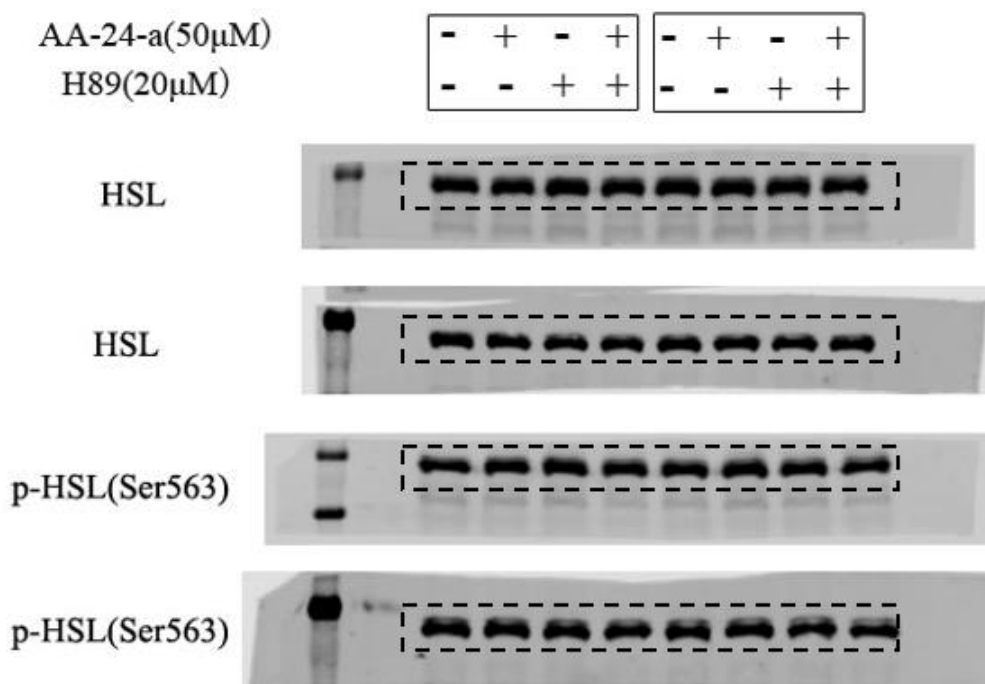 AA-24-a(50μM) - + - + - + - +
H89(20μM) - - + + - - + +
HSL
HSL
p-HSL(Ser563)
p-HSL(Ser563)